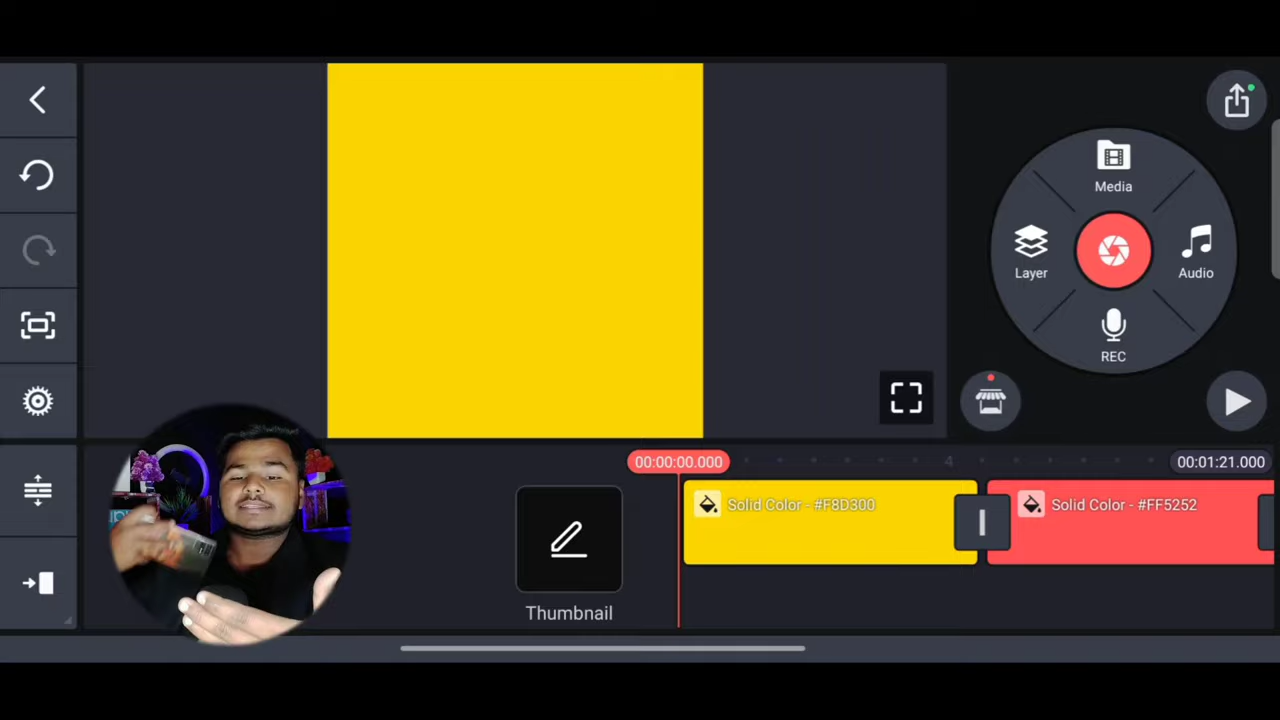 Media
Layer
Audio
REC
00:00:00.000
4
00:01:21.000
Solid Color - #F8D300
Solid Color - #FF5252
Thumbnail